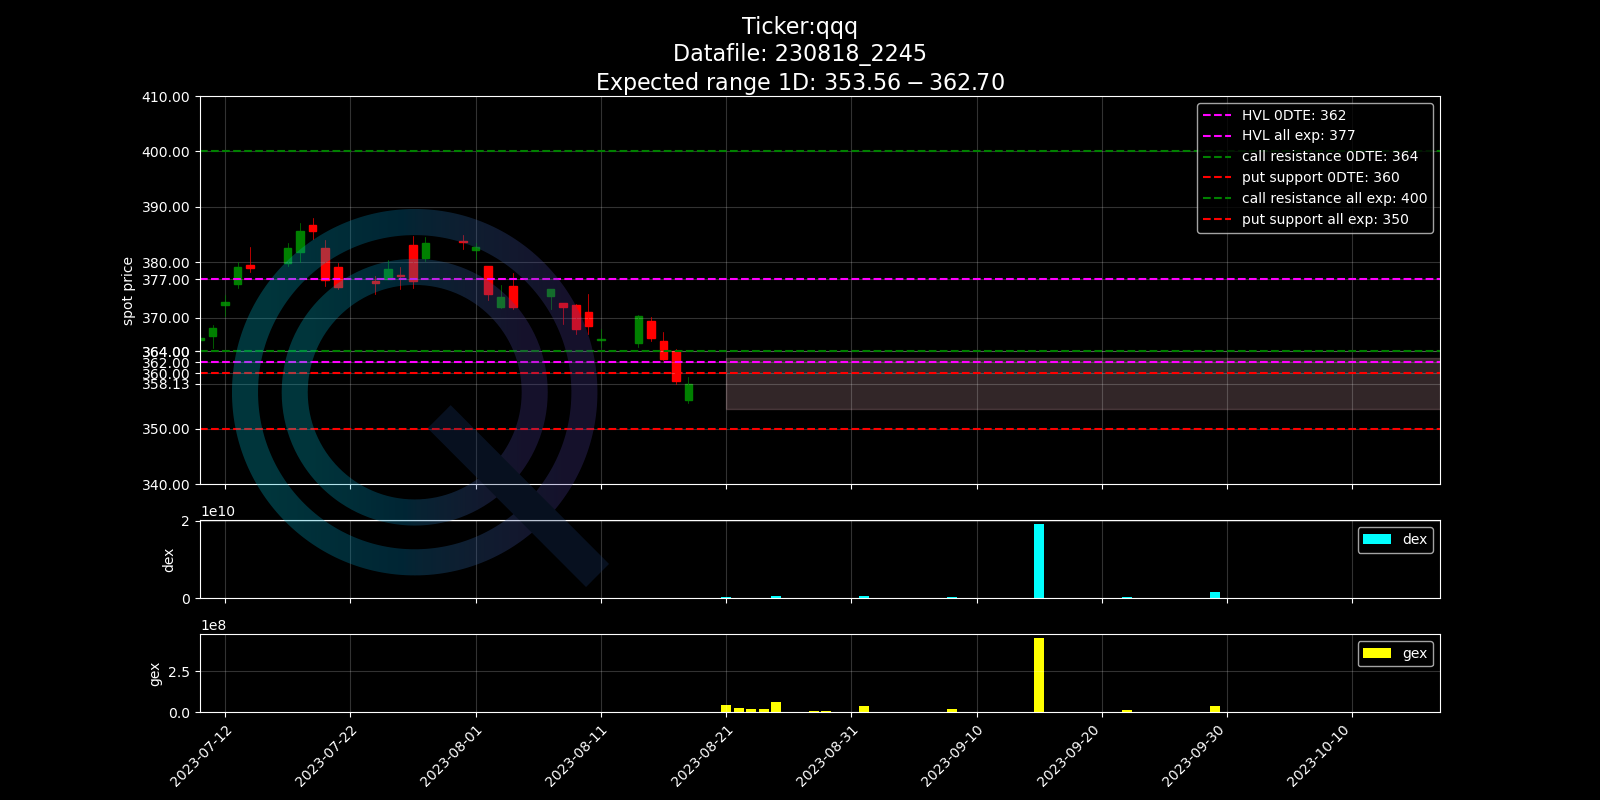 Ticker:qqq
Datafile: 230818_2245
Expected range 1D: 353.56 − 362.70
410.00
400.00
390.00
380.00
377.00
370.00
364.00
362.00
360.00
358.13
350.00
340.00
spot price
HVL 0DTE: 362
HVL all exp: 377
call resistance 0DTE: 364
put support 0DTE: 360
call resistance all exp: 400
put support all exp: 350
1e10
2
0
dex
dex
1e8
2.5
0.0
gex
gex
2023-07-12
2023-07-22
2023-08-01
2023-08-11
2023-08-21
2023-08-31
2023-09-10
2023-09-20
2023-09-30
2023-10-10